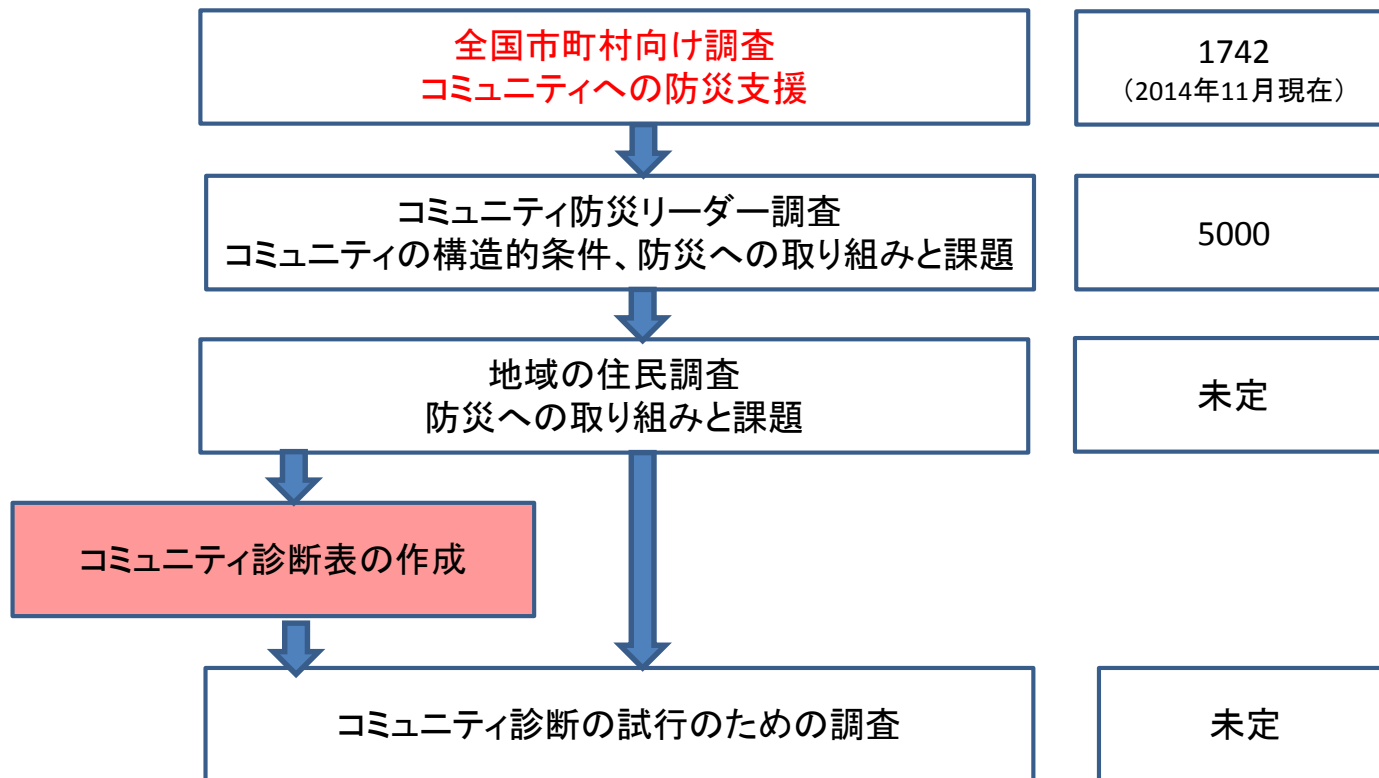 全国市町村向け調査
コミュニティへの防災支援
1742
（2014年11月現在）
コミュニティ防災リーダー調査
コミュニティの構造的条件、防災への取り組みと課題
5000
地域の住民調査
防災への取り組みと課題
未定
コミュニティ診断表の作成
コミュニティ診断の試行のための調査
未定